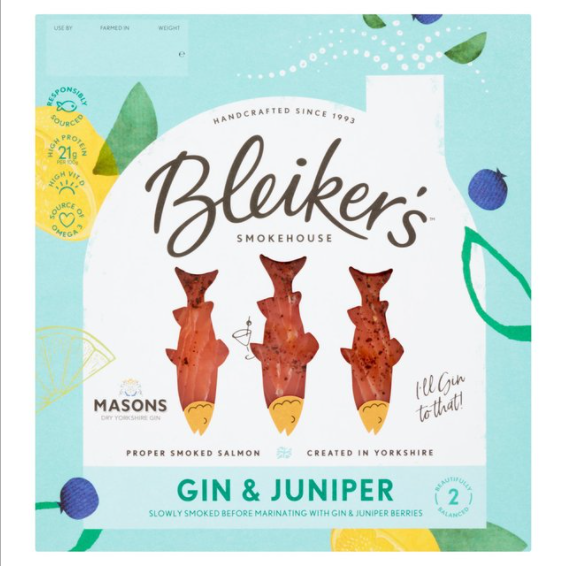 USE BY
FARMED IN
WEIGHT
e
RESPONSIBLY
SOURCED
HIGH PROTEIN
21g
HIGH VIT D
SOURCE OF
OMEGA 3
HANDCRAFTED SINCE 1993
Bleiker's
SMOKEHOUSE
MASONS
DRY YORKSHIRE GIN
I'll Gin
to that!
PROPER SMOKED SALMON
CREATED IN YORKSHIRE
GIN & JUNIPER
SLOWLY SMOKED BEFORE MARINATING WITH GIN & JUNIPER BERRIES
BEAUTIFULLY
2
BALANCED